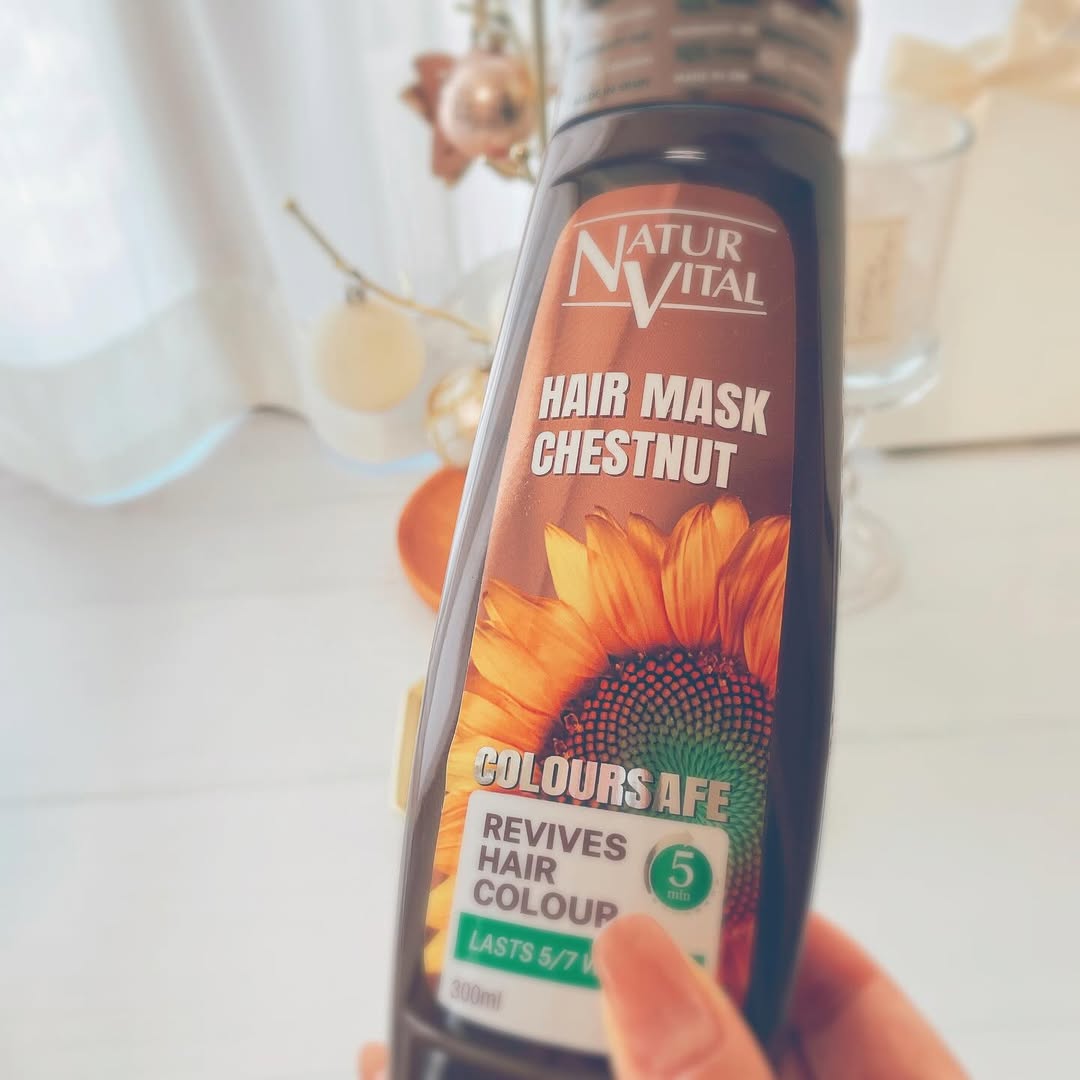 NATUR
VITAL
HAIR MASK
CHESTNUT
COLOURSAFE
REVIVES
HAIR
COLOUR
5
min
LASTS 5/7
300ml